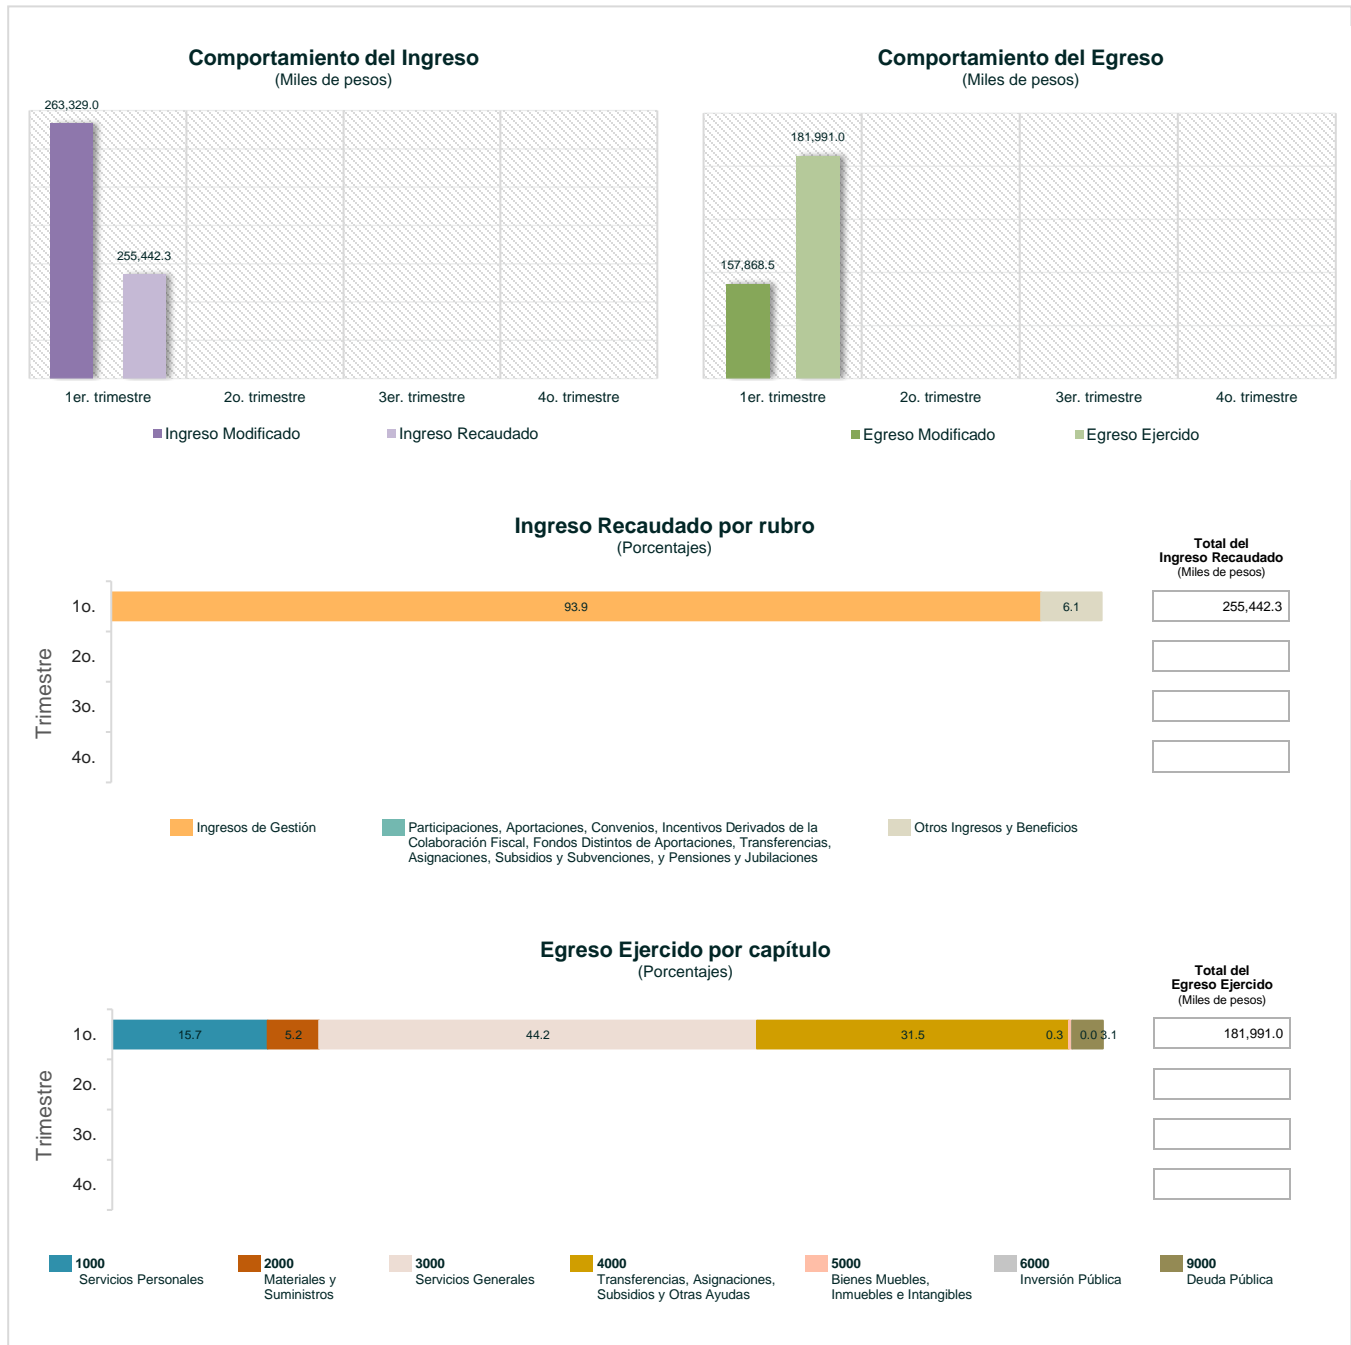 Comportamiento del Ingreso
(Miles de pesos)
263,329.0
255,442.3
1er. trimestre 2o. trimestre 3er. trimestre 4o. trimestre
Ingreso Modificado Ingreso Recaudado
Comportamiento del Egreso
(Miles de pesos)
181,991.0
157,868.5
1er. trimestre 2o. trimestre 3er. trimestre 4o. trimestre
Egreso Modificado Egreso Ejercido
Ingreso Recaudado por rubro
(Porcentajes)
Total del
Ingreso Recaudado
(Miles de pesos)
Trimestre
1o. 93.9 6.1 255,442.3
2o.
3o.
4o.
Ingresos de Gestión
Participaciones, Aportaciones, Convenios, Incentivos Derivados de la
Colaboración Fiscal, Fondos Distintos de Aportaciones, Transferencias,
Asignaciones, Subsidios y Subvenciones, y Pensiones y Jubilaciones
Otros Ingresos y Beneficios
Egreso Ejercido por capítulo
(Porcentajes)
Total del
Egreso Ejercido
(Miles de pesos)
Trimestre
1o. 15.7 5.2 44.2 31.5 0.3 0.0 3.1 181,991.0
2o.
3o.
4o.
1000
Servicios Personales
2000
Materiales y
Suministros
3000
Servicios Generales
4000
Transferencias, Asignaciones,
Subsidios y Otras Ayudas
5000
Bienes Muebles,
Inmuebles e Intangibles
6000
Inversión Pública
9000
Deuda Pública